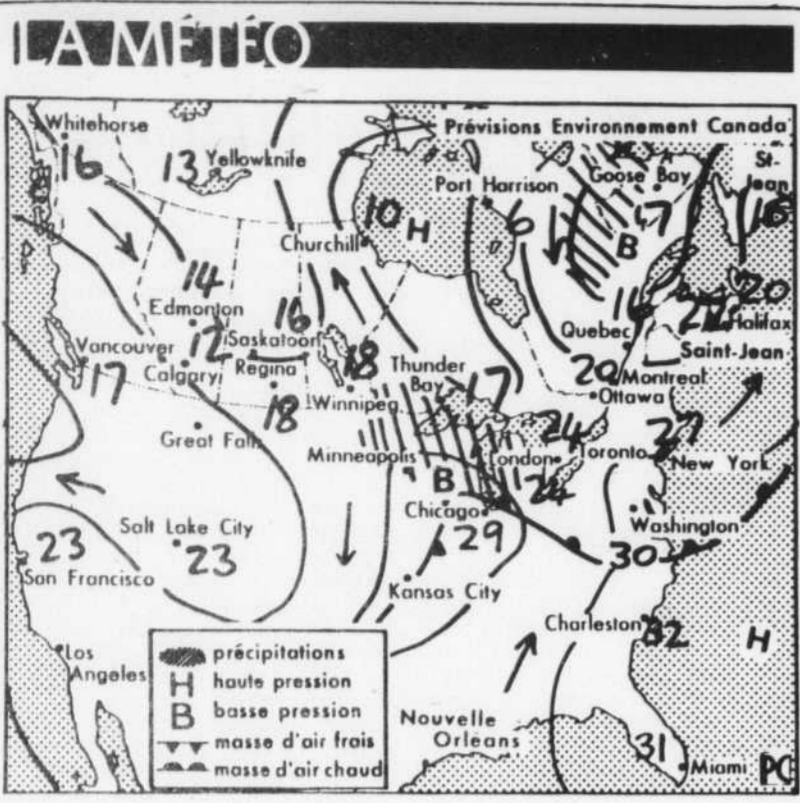 LA MÉTÉO
Prévisions Environnement Canada
Whitehorse
16
13 Yellowknife
Port Harrison
Goose Bay
St-Jean
10 H
6
17
16
Churchill
B
14
20
Edmonton
16
16
Halifax
12
Saskatoon
Quebec
Saint-Jean
Vancouver
17
Calgary
Regina
18
Thunder Bay
17
20
Montreal
Ottawa
18
Winnipeg
24
27
Great Falls
Minneapolis
London
Toronto
New York
B
24
Chicago
29
Washington
Salt Lake City
23
23
San Francisco
30
Kansas City
Charleston
32
H
Los Angeles
précipitations
H haute pression
B basse pression
masse d'air frais
masse d'air chaud
Nouvelle Orléans
31
Miami
PC